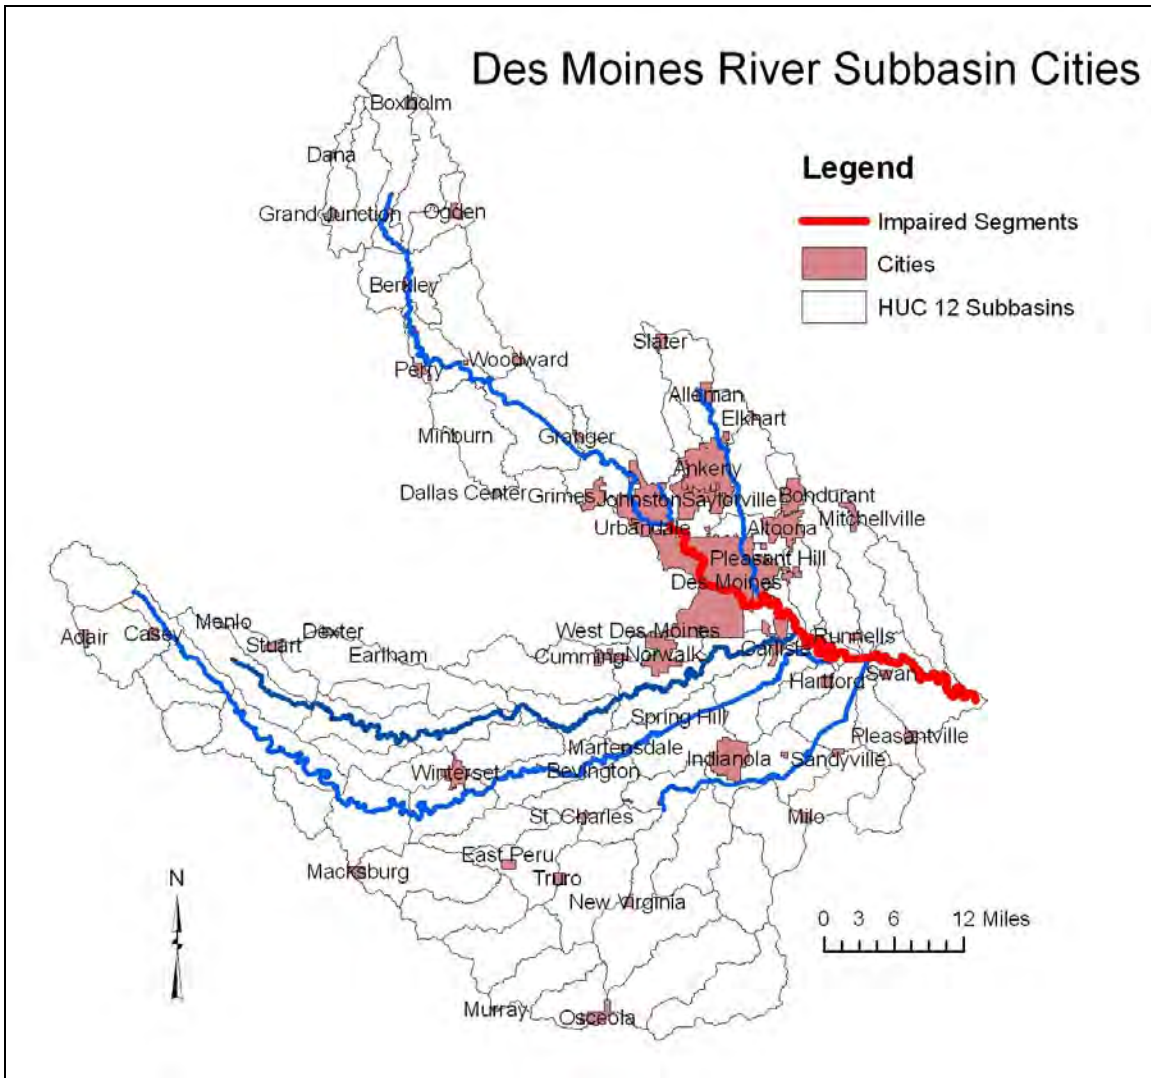 Des Moines River Subbasin Cities
Boxholm
Dana
Grand Junction
Ogden
Berkley
Perry
Woodward
Minburn
Granger
Dallas Center
Grimes
Johnston
Saylorville
Urbandale
Slater
Alleman
Elkhart
Ankeny
Bondurant
Mitchellville
Altoona
Pleasant Hill
Des Moines
Legend
Impaired Segments
Cities
HUC 12 Subbasins
Adair
Casey
Menlo
Stuart
Dexter
Earlham
West Des Moines
Cumming
Norwalk
Carlisle
Runnells
Hartford
Swan
Spring Hill
Martensdale
Bevington
Winterset
Indianola
Sandyville
Pleasantville
St. Charles
Milo
East Peru
Macksburg
Truro
New Virginia
Murray
Osceola
N
0 3 6 12 Miles